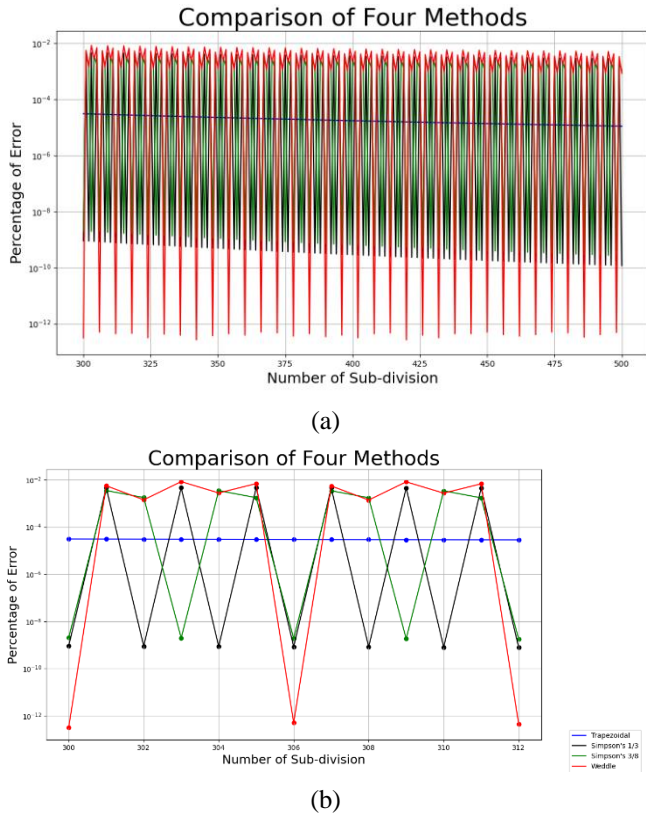 Comparison of Four Methods
10⁻²
10⁻⁴
10⁻⁶
10⁻⁸
10⁻¹⁰
10⁻¹²
Percentage of Error
300 325 350 375 400 425 450 475 500
Number of Sub-division
(a)
Comparison of Four Methods
10⁻²
10⁻⁴
10⁻⁶
10⁻⁸
10⁻¹⁰
10⁻¹²
Percentage of Error
300 302 304 306 308 310 312
Number of Sub-division
Trapezoidal
Simpson's 1/3
Simpson's 3/8
Weddle
(b)